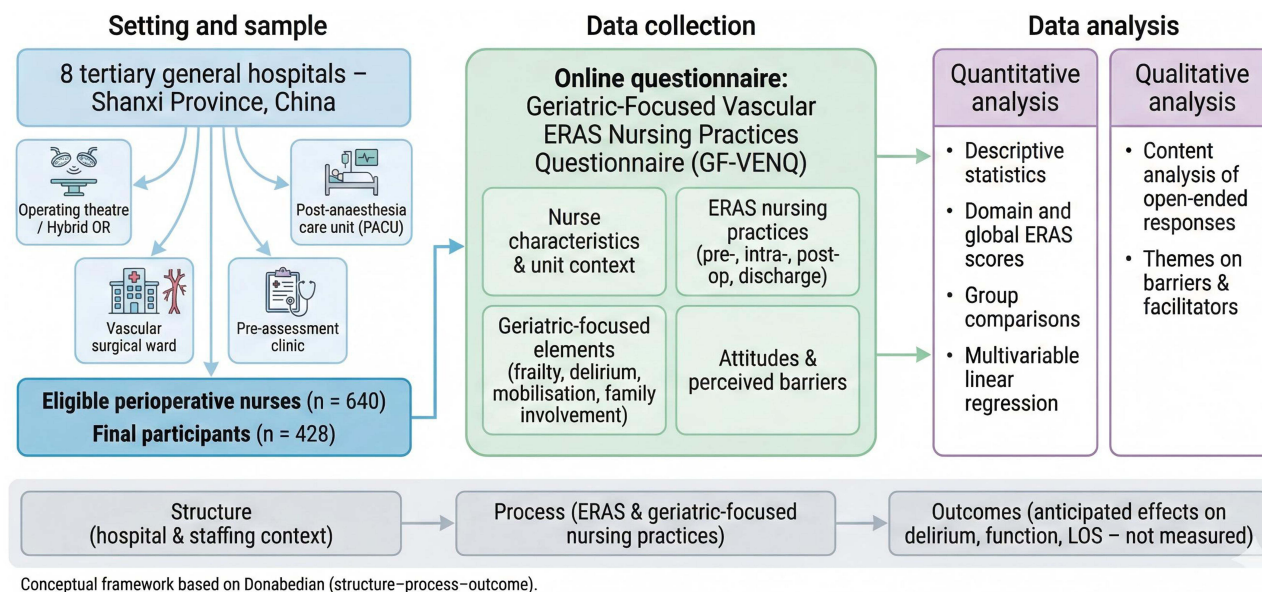 Setting and sample
8 tertiary general hospitals –
Shanxi Province, China
Operating theatre
/ Hybrid OR
Post-anaesthesia
care unit (PACU)
Vascular
surgical ward
Pre-assessment
clinic
Eligible perioperative nurses (n = 640)
Final participants (n = 428)
Data collection
Online questionnaire:
Geriatric-Focused Vascular
ERAS Nursing Practices
Questionnaire (GF-VENQ)
Nurse
characteristics
& unit context
ERAS nursing
practices
(pre-, intra-, post-
op, discharge)
Geriatric-focused
elements
(frailty, delirium,
mobilisation, family
involvement)
Attitudes &
perceived barriers
Data analysis
Quantitative
analysis
• Descriptive
statistics
• Domain and
global ERAS
scores
• Group
comparisons
• Multivariable
linear
regression
Qualitative
analysis
• Content
analysis of
open-ended
responses
• Themes on
barriers &
facilitators
Structure
(hospital & staffing context)
Process (ERAS & geriatric-focused
nursing practices)
Outcomes (anticipated effects on
delirium, function, LOS – not measured)
Conceptual framework based on Donabedian (structure–process–outcome).